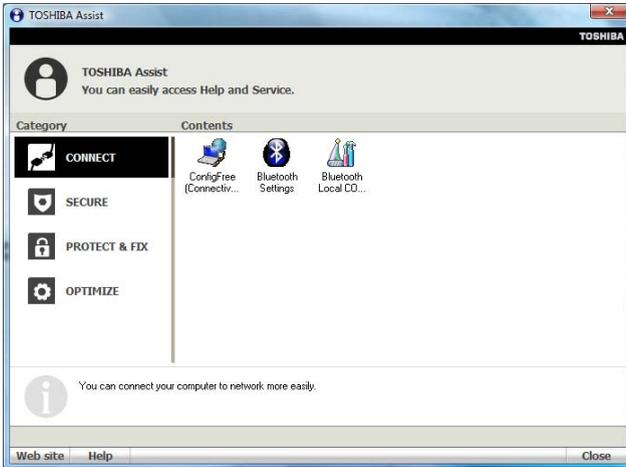 TOSHIBA Assist
TOSHIBA
TOSHIBA Assist
You can easily access Help and Service.
Category
Contents
CONNECT
SECURE
PROTECT & FIX
OPTIMIZE
ConfigFree
(Connectiv...
Bluetooth
Settings
Bluetooth
Local CO...
You can connect your computer to network more easily.
Web site
Help
Close